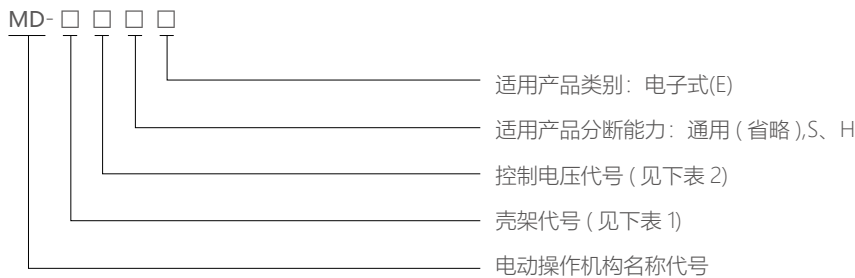 MD-□ □ □ □
适用产品类别：电子式(E)
适用产品分断能力：通用 ( 省略 ),S、H
控制电压代号 ( 见下表 2)
壳架代号 ( 见下表 1)
电动操作机构名称代号